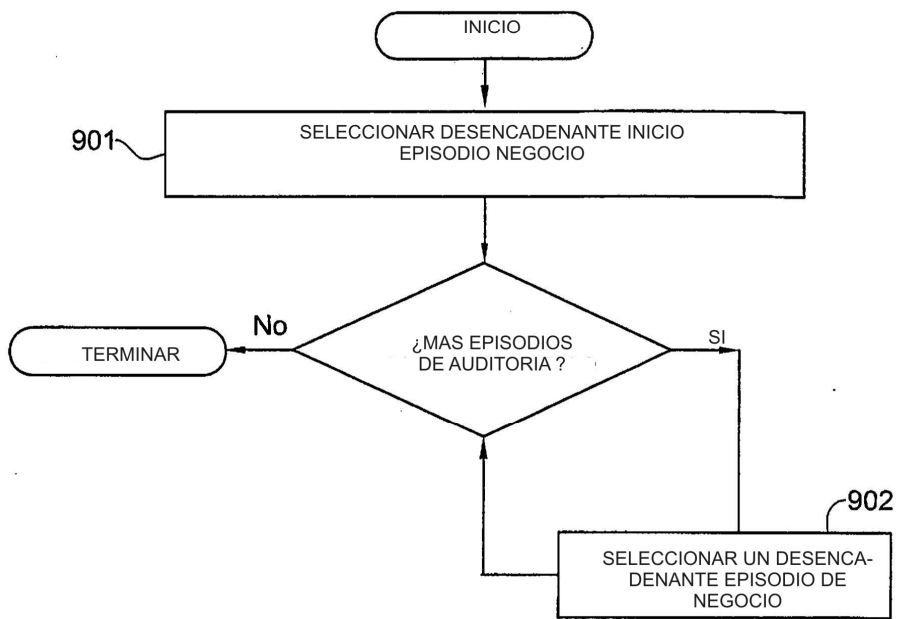 INICIO
901
SELECCIONAR DESENCADENANTE INICIO
EPISODIO NEGOCIO
No
TERMINAR
¿MAS EPISODIOS
DE AUDITORIA ?
SI
902
SELECCIONAR UN DESENCA-
DENANTE EPISODIO DE
NEGOCIO